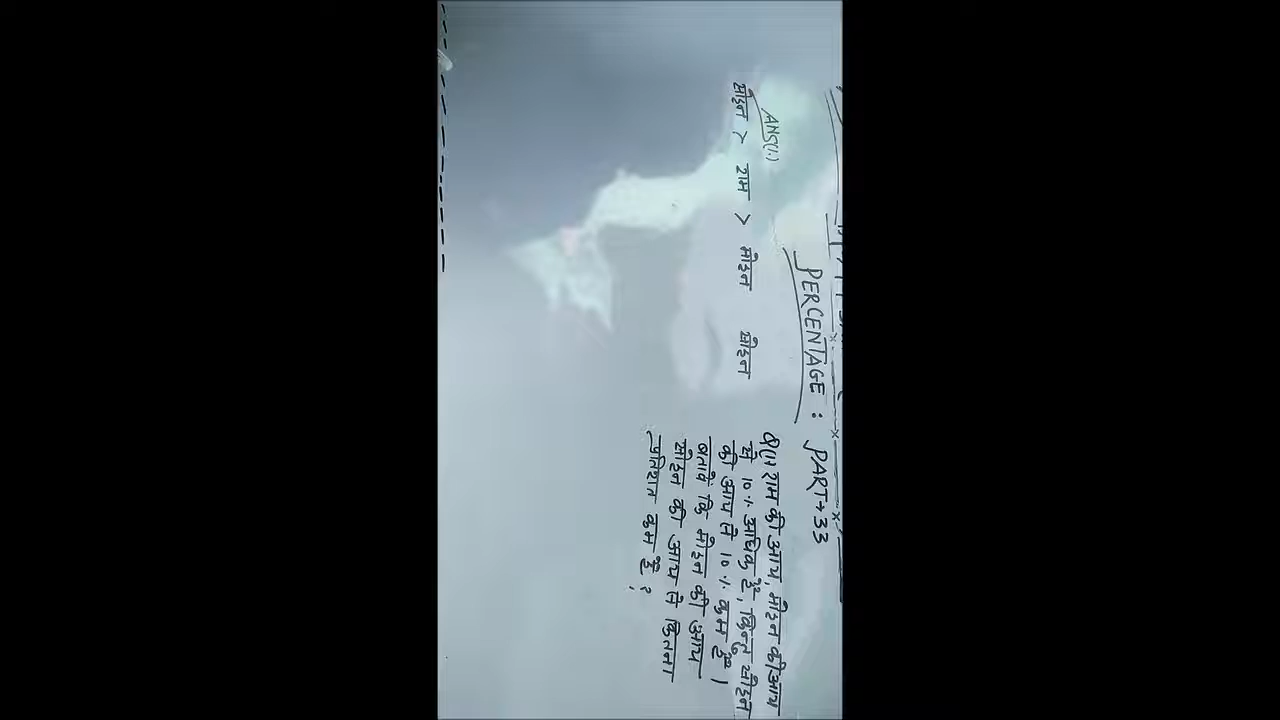 PERCENTAGE : PART→33
Q(1) राम की आय, मोहन की आय
से 10% अधिक है, किन्तु सोहन
की आय से 10% कम है ।
बतावें कि मोहन की आय
सोहन की आय से कितना
प्रतिशत कम है ?
ANS(1.)
सोहन > राम > मोहन सोहन